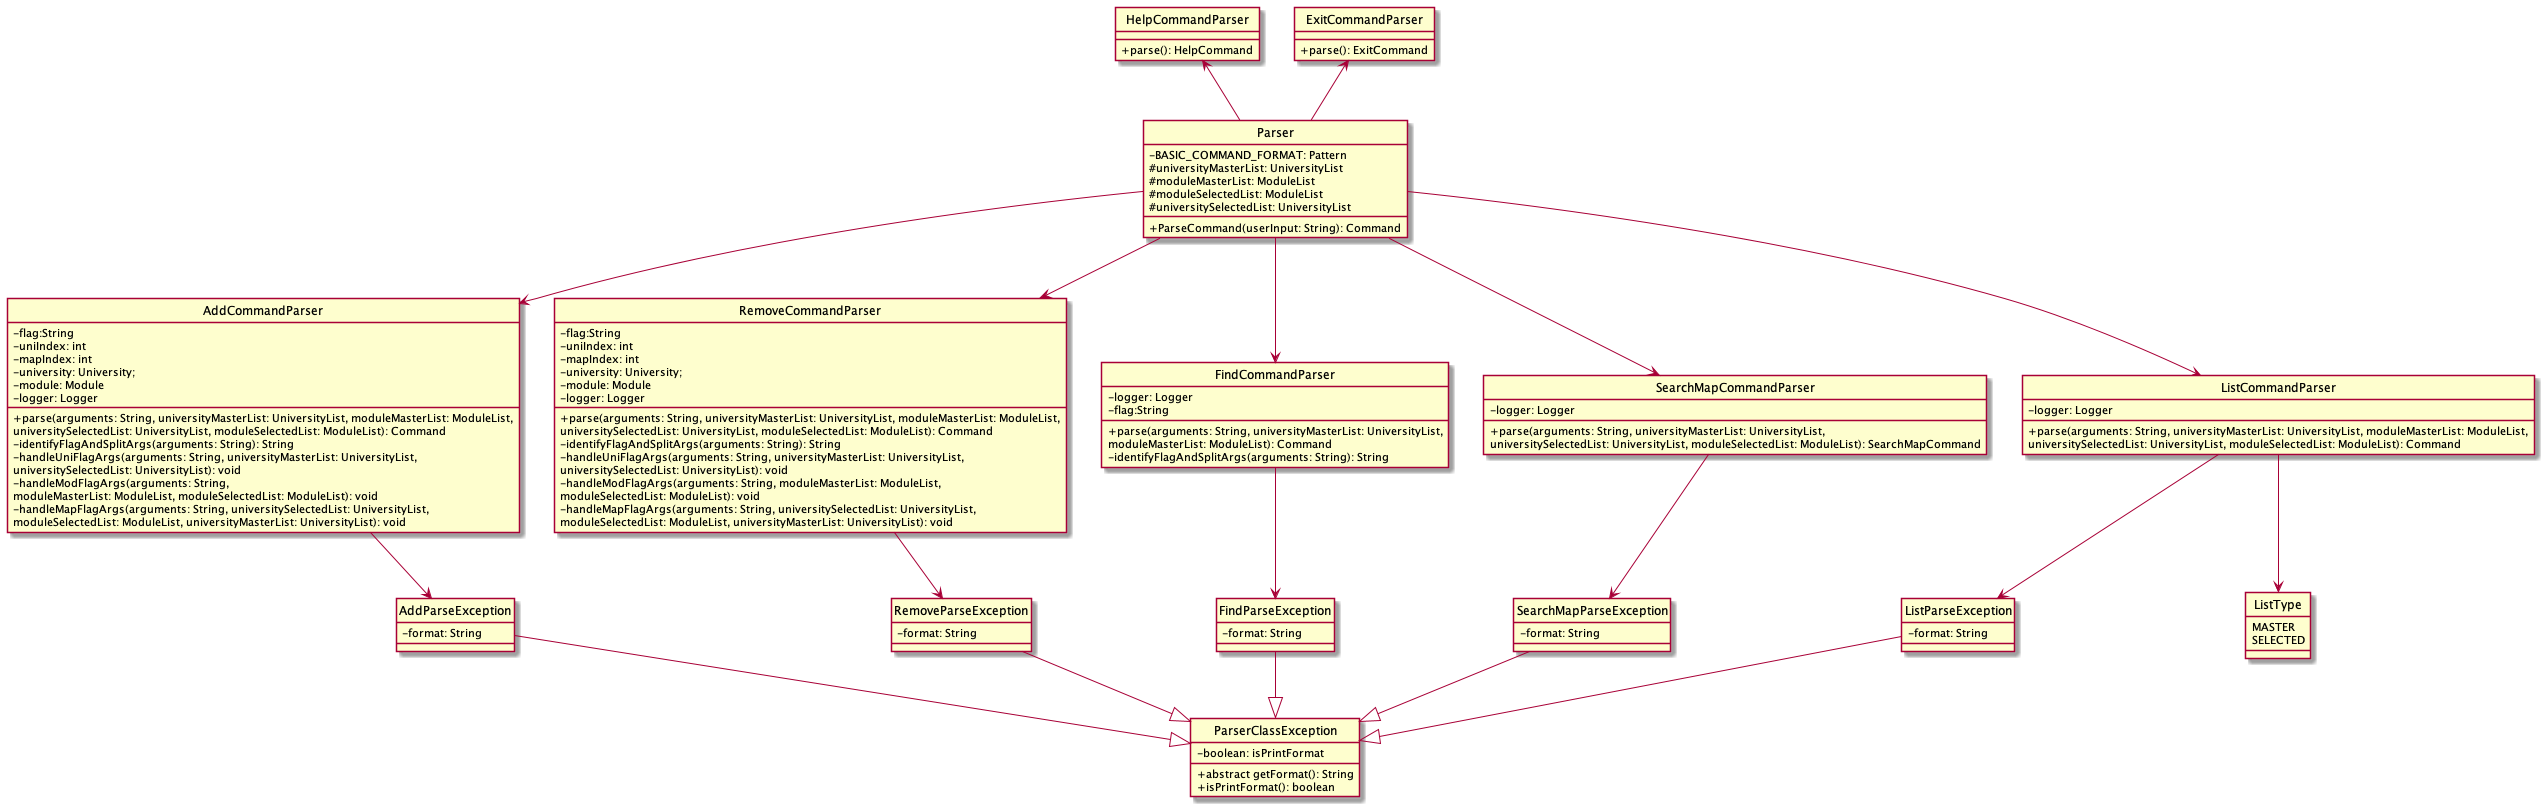 HelpCommandParser
+parse(): HelpCommand
ExitCommandParser
+parse(): ExitCommand
Parser
-BASIC_COMMAND_FORMAT: Pattern
#universityMasterList: UniversityList
#moduleMasterList: ModuleList
#moduleSelectedList: ModuleList
#universitySelectedList: UniversityList
+ParseCommand(userInput: String): Command
AddCommandParser
-flag:String
-uniIndex: int
-mapIndex: int
-university: University;
-module: Module
-logger: Logger
+parse(arguments: String, universityMasterList: UniversityList, moduleMasterList: ModuleList,
universitySelectedList: UniversityList, moduleSelectedList: ModuleList): Command
-identifyFlagAndSplitArgs(arguments: String): String
-handleUniFlagArgs(arguments: String, universityMasterList: UniversityList,
universitySelectedList: UniversityList): void
-handleModFlagArgs(arguments: String,
moduleMasterList: ModuleList, moduleSelectedList: ModuleList): void
-handleMapFlagArgs(arguments: String, universitySelectedList: UniversityList,
moduleSelectedList: ModuleList, universityMasterList: UniversityList): void
RemoveCommandParser
-flag:String
-uniIndex: int
-mapIndex: int
-university: University;
-module: Module
-logger: Logger
+parse(arguments: String, universityMasterList: UniversityList, moduleMasterList: ModuleList,
universitySelectedList: UniversityList, moduleSelectedList: ModuleList): Command
-identifyFlagAndSplitArgs(arguments: String): String
-handleUniFlagArgs(arguments: String, universityMasterList: UniversityList,
universitySelectedList: UniversityList): void
-handleModFlagArgs(arguments: String, moduleMasterList: ModuleList,
moduleSelectedList: ModuleList): void
-handleMapFlagArgs(arguments: String, universitySelectedList: UniversityList,
moduleSelectedList: ModuleList, universityMasterList: UniversityList): void
FindCommandParser
-logger: Logger
-flag:String
+parse(arguments: String, universityMasterList: UniversityList,
moduleMasterList: ModuleList): Command
-identifyFlagAndSplitArgs(arguments: String): String
SearchMapCommandParser
-logger: Logger
+parse(arguments: String, universityMasterList: UniversityList,
universitySelectedList: UniversityList, moduleSelectedList: ModuleList): SearchMapCommand
ListCommandParser
-logger: Logger
+parse(arguments: String, universityMasterList: UniversityList, moduleMasterList: ModuleList,
universitySelectedList: UniversityList, moduleSelectedList: ModuleList): Command
AddParseException
-format: String
RemoveParseException
-format: String
FindParseException
-format: String
SearchMapParseException
-format: String
ListParseException
-format: String
ListType
MASTER
SELECTED
ParserClassException
-boolean: isPrintFormat
+abstract getFormat(): String
+isPrintFormat(): boolean